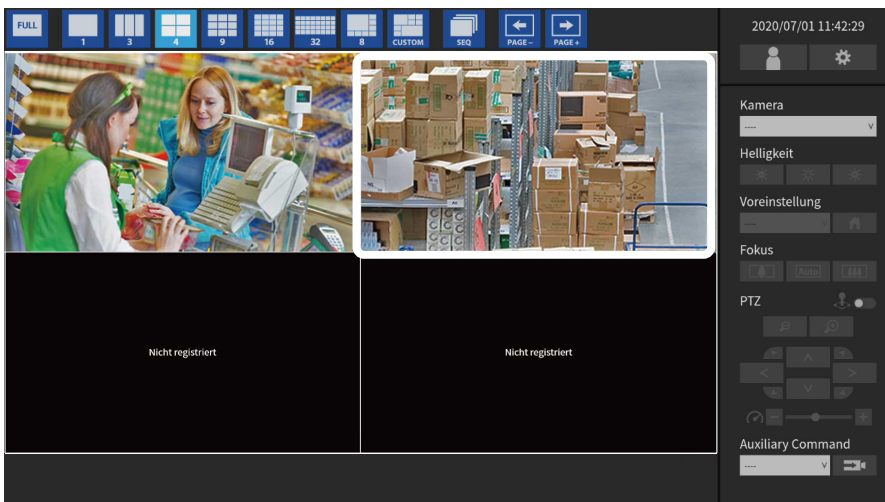 FULL
1
3
4
9
16
32
8
CUSTOM
SEQ
PAGE−
PAGE+
2020/07/01 11:42:29
Kamera
----
Helligkeit
Voreinstellung
----
Fokus
Auto
PTZ
Auxiliary Command
----
Nicht registriert
Nicht registriert